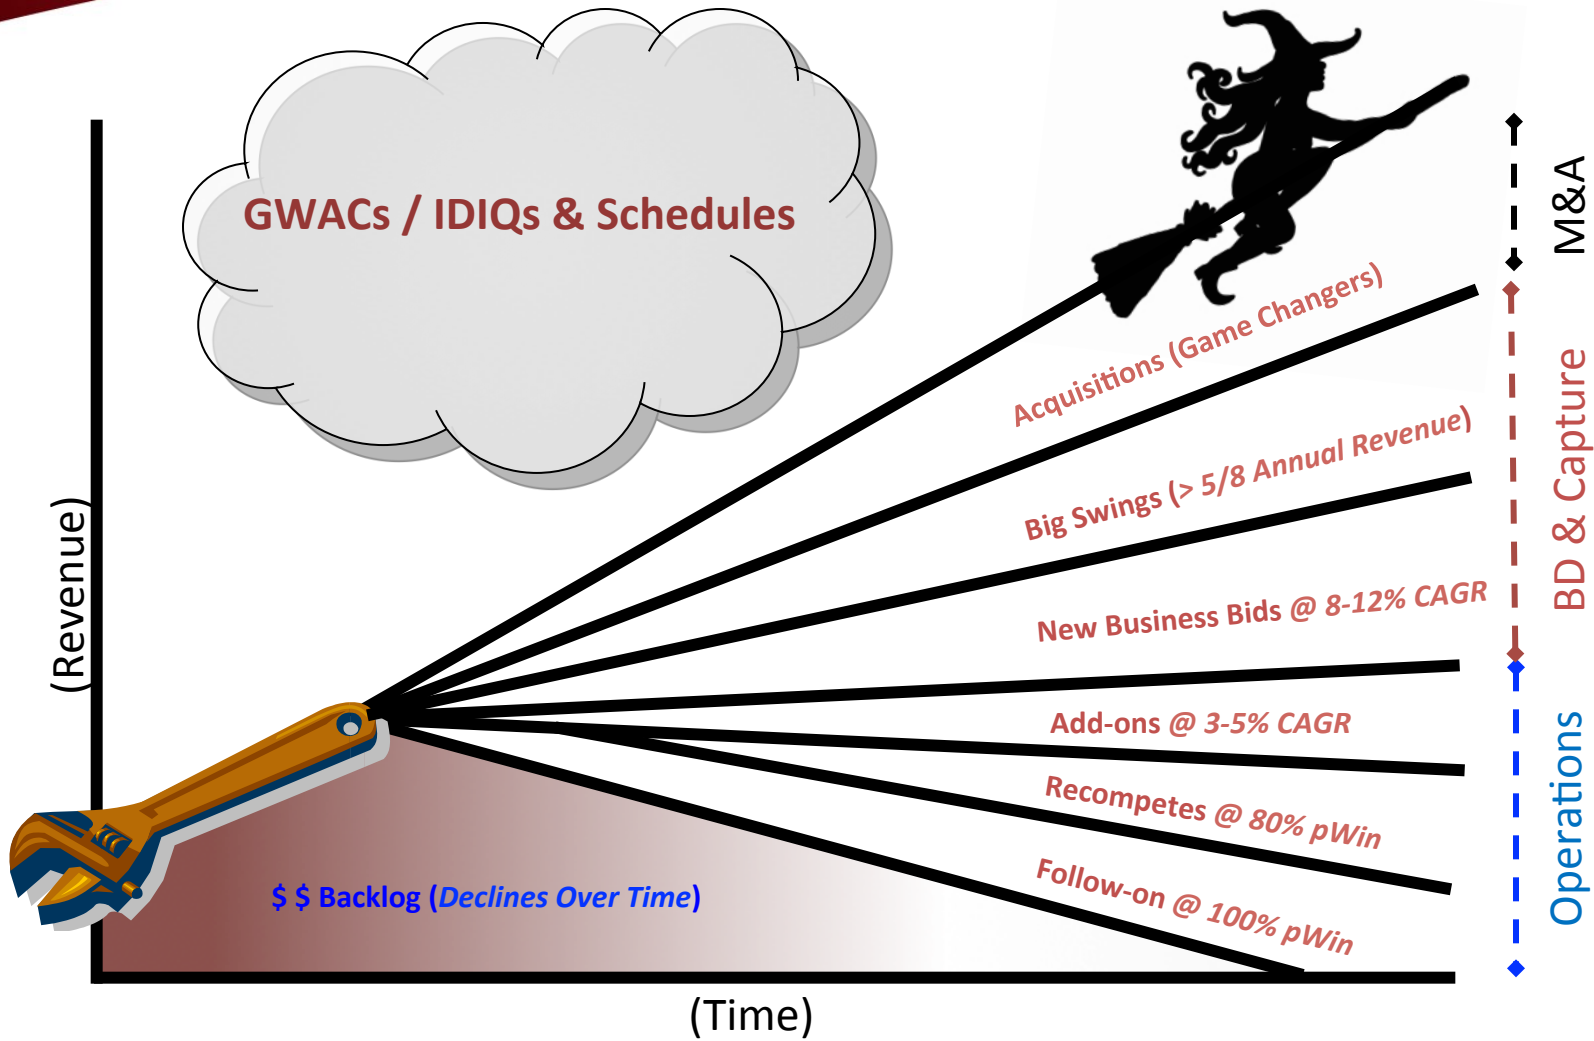 GWACs / IDIQs & Schedules
M&A
Acquisitions (Game Changers)
Big Swings (> 5/8 Annual Revenue)
BD & Capture
New Business Bids @ 8-12% CAGR
(Revenue)
Add-ons @ 3-5% CAGR
Recompetes @ 80% pWin
Operations
Follow-on @ 100% pWin
$ $ Backlog (Declines Over Time)
(Time)